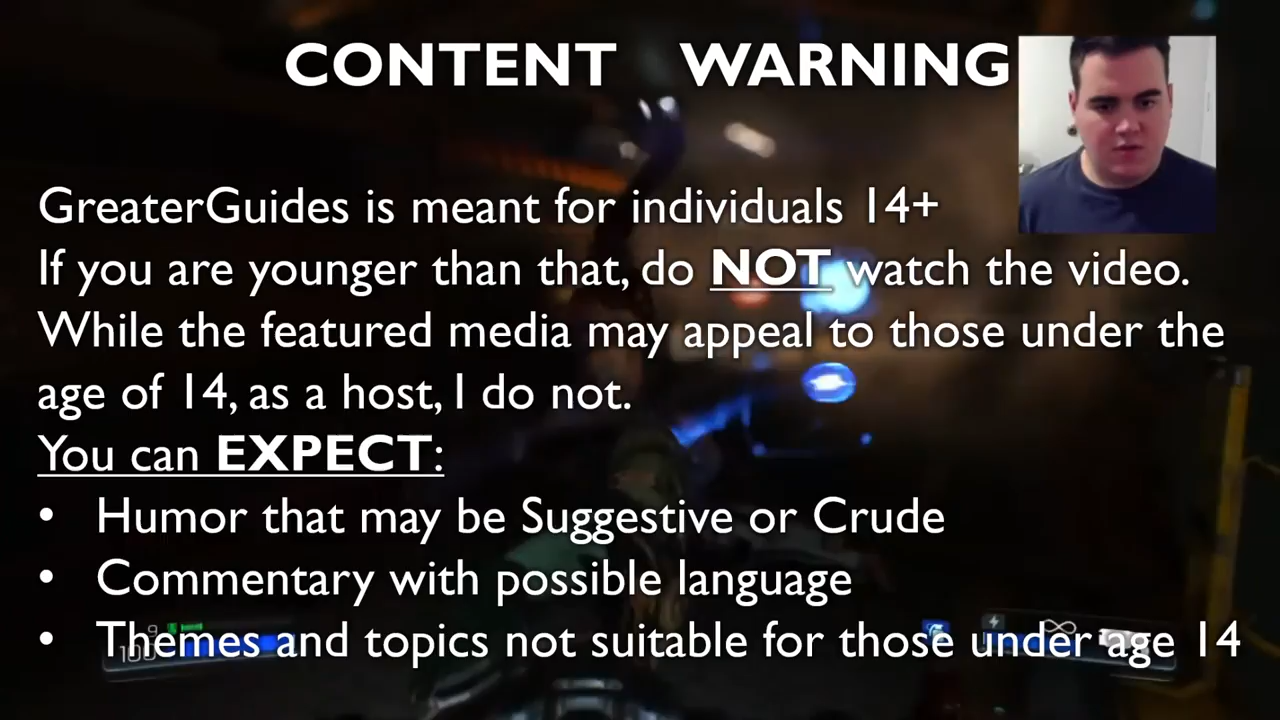 CONTENT WARNING
GreaterGuides is meant for individuals 14+
If you are younger than that, do NOT watch the video.
While the featured media may appeal to those under the
age of 14, as a host, I do not.
You can EXPECT:
• Humor that may be Suggestive or Crude
• Commentary with possible language
• Themes and topics not suitable for those under age 14
9
100